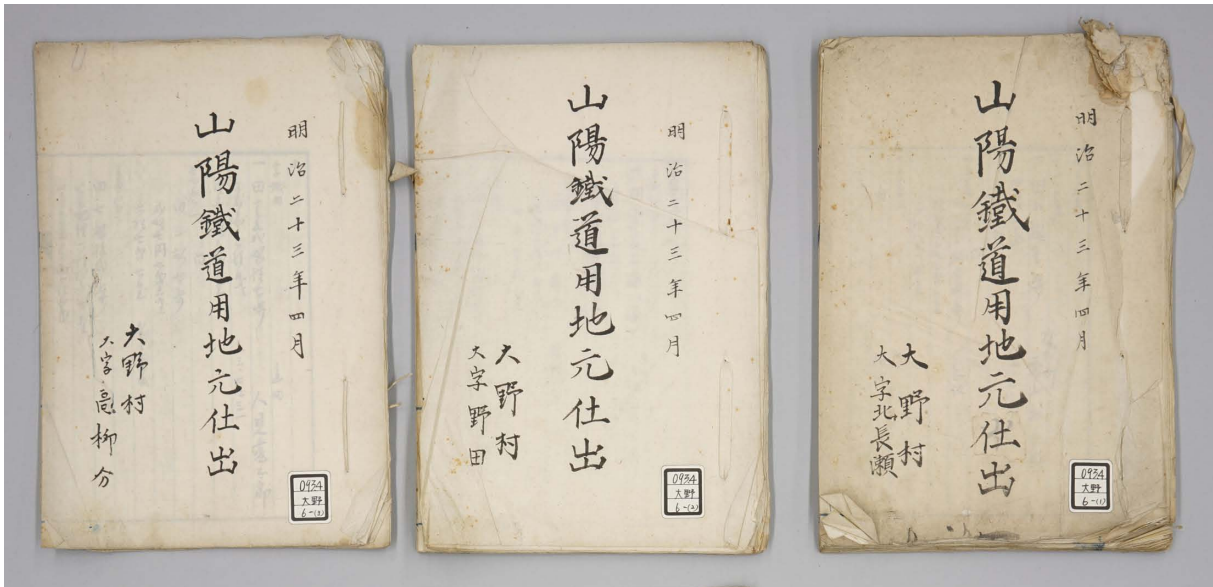 明治二十三年四月
山陽鐵道用地元仕出
大野村
大字北長瀬
0934
大野
6-(1)
明治二十三年四月
山陽鐵道用地元仕出
大野村
大字野田
0934
大野
6-(2)
明治二十三年四月
山陽鐵道用地元仕出
大野村
大字高柳分
0934
大野
6-(3)